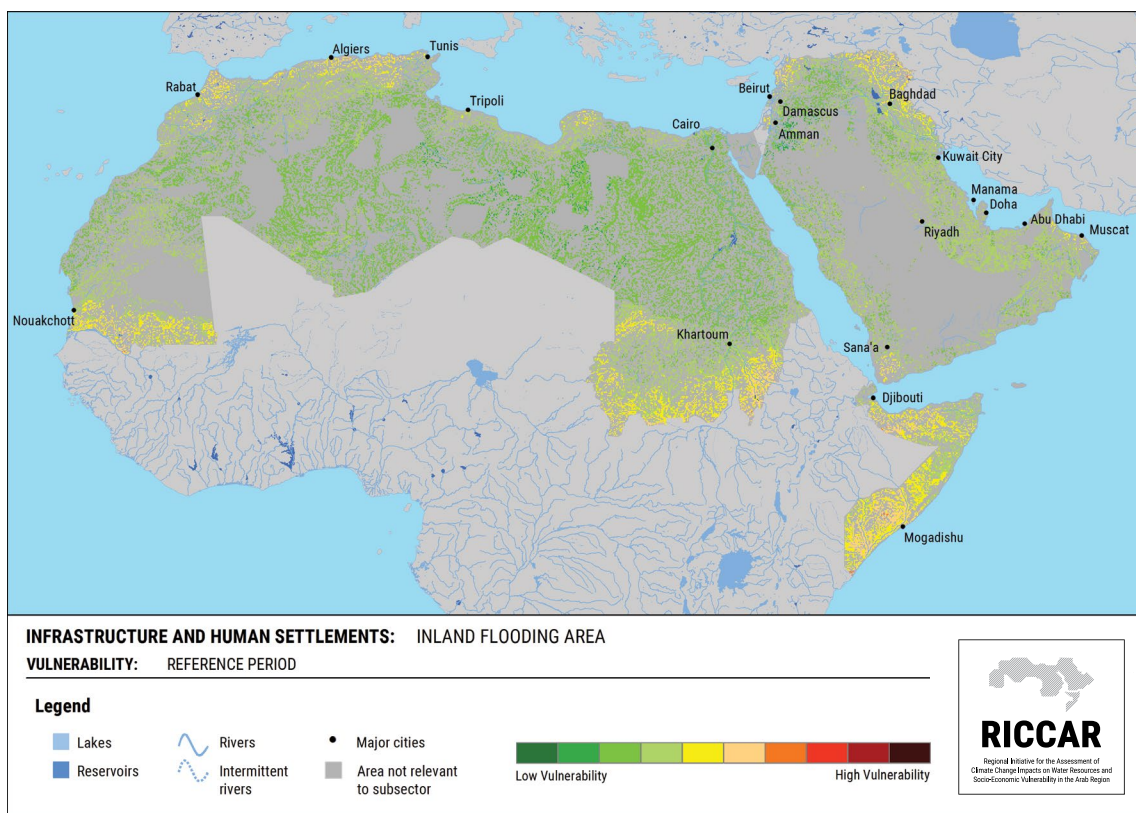 Algiers
Tunis
Rabat
Tripoli
Beirut
Damascus
Baghdad
Cairo
Amman
Kuwait City
Manama
Doha
Abu Dhabi
Riyadh
Muscat
Nouakchott
Khartoum
Sana'a
Djibouti
Mogadishu
INFRASTRUCTURE AND HUMAN SETTLEMENTS: INLAND FLOODING AREA
VULNERABILITY: REFERENCE PERIOD
Legend
Lakes
Rivers
Major cities
Reservoirs
Intermittent
rivers
Area not relevant
to subsector
Low Vulnerability
High Vulnerability
RICCAR
Regional Initiative for the Assessment of
Climate Change Impacts on Water Resources and
Socio-Economic Vulnerability in the Arab Region